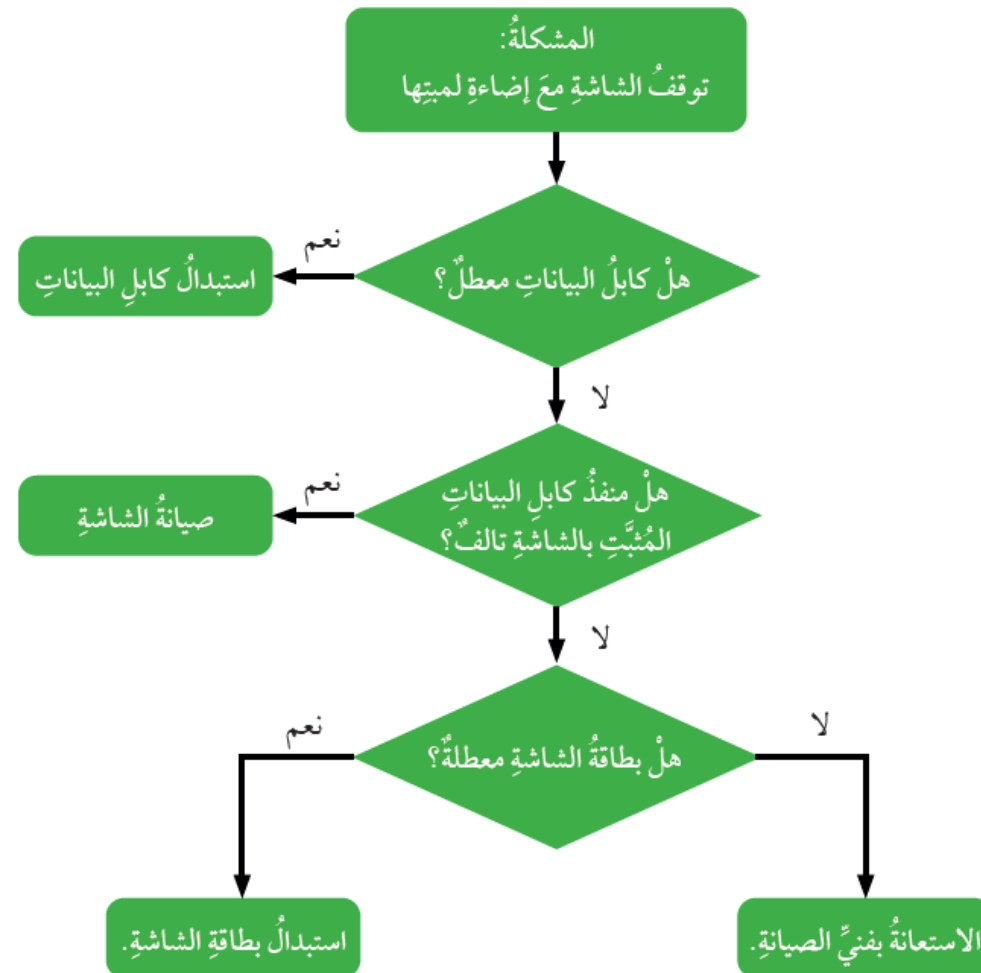 المشكلةُ:
توقفُ الشاشةِ معَ إضاءةِ لمبتِها
هلْ كابلُ البياناتِ معطلٌ؟
نعم
استبدالُ كابلِ البياناتِ
لا
هلْ منفذُ كابلِ البياناتِ
المُثبَّتِ بالشاشةِ تالفٌ؟
نعم
صيانةُ الشاشةِ
لا
هلْ بطاقةُ الشاشةِ معطلةٌ؟
لا
نعم
الاستعانةُ بفنيِّ الصيانةِ.
استبدالُ بطاقةِ الشاشةِ.